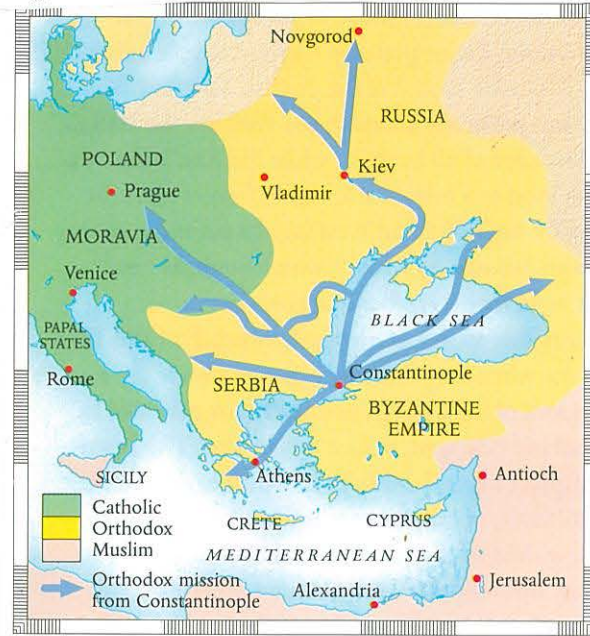 Novgorod
RUSSIA
POLAND
Prague
Vladimir
Kiev
MORAVIA
Venice
BLACK SEA
PAPAL
STATES
Rome
SERBIA
Constantinople
BYZANTINE
EMPIRE
SICILY
Athens
Antioch
Catholic
Orthodox
Muslim
CRETE
CYPRUS
MEDITERRANEAN SEA
Orthodox mission
from Constantinople
Alexandria
Jerusalem